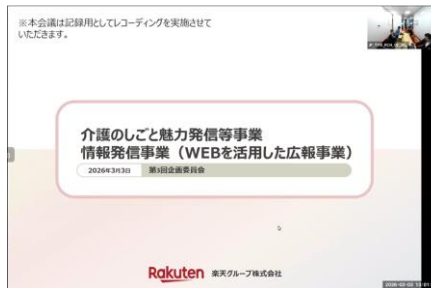 ※本会議は記録用としてレコーディングを実施させて
いただきます。
介護のしごと魅力発信等事業
情報発信事業（WEBを活用した広報事業）
2026年3月3日　第3回企画委員会
Rakuten 楽天グループ株式会社